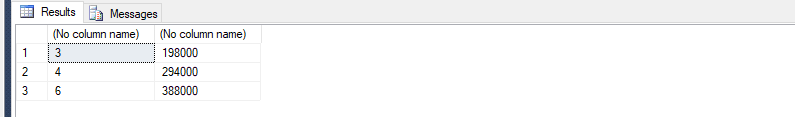 Results Messages
(No column name) (No column name)
1 3 198000
2 4 294000
3 6 388000